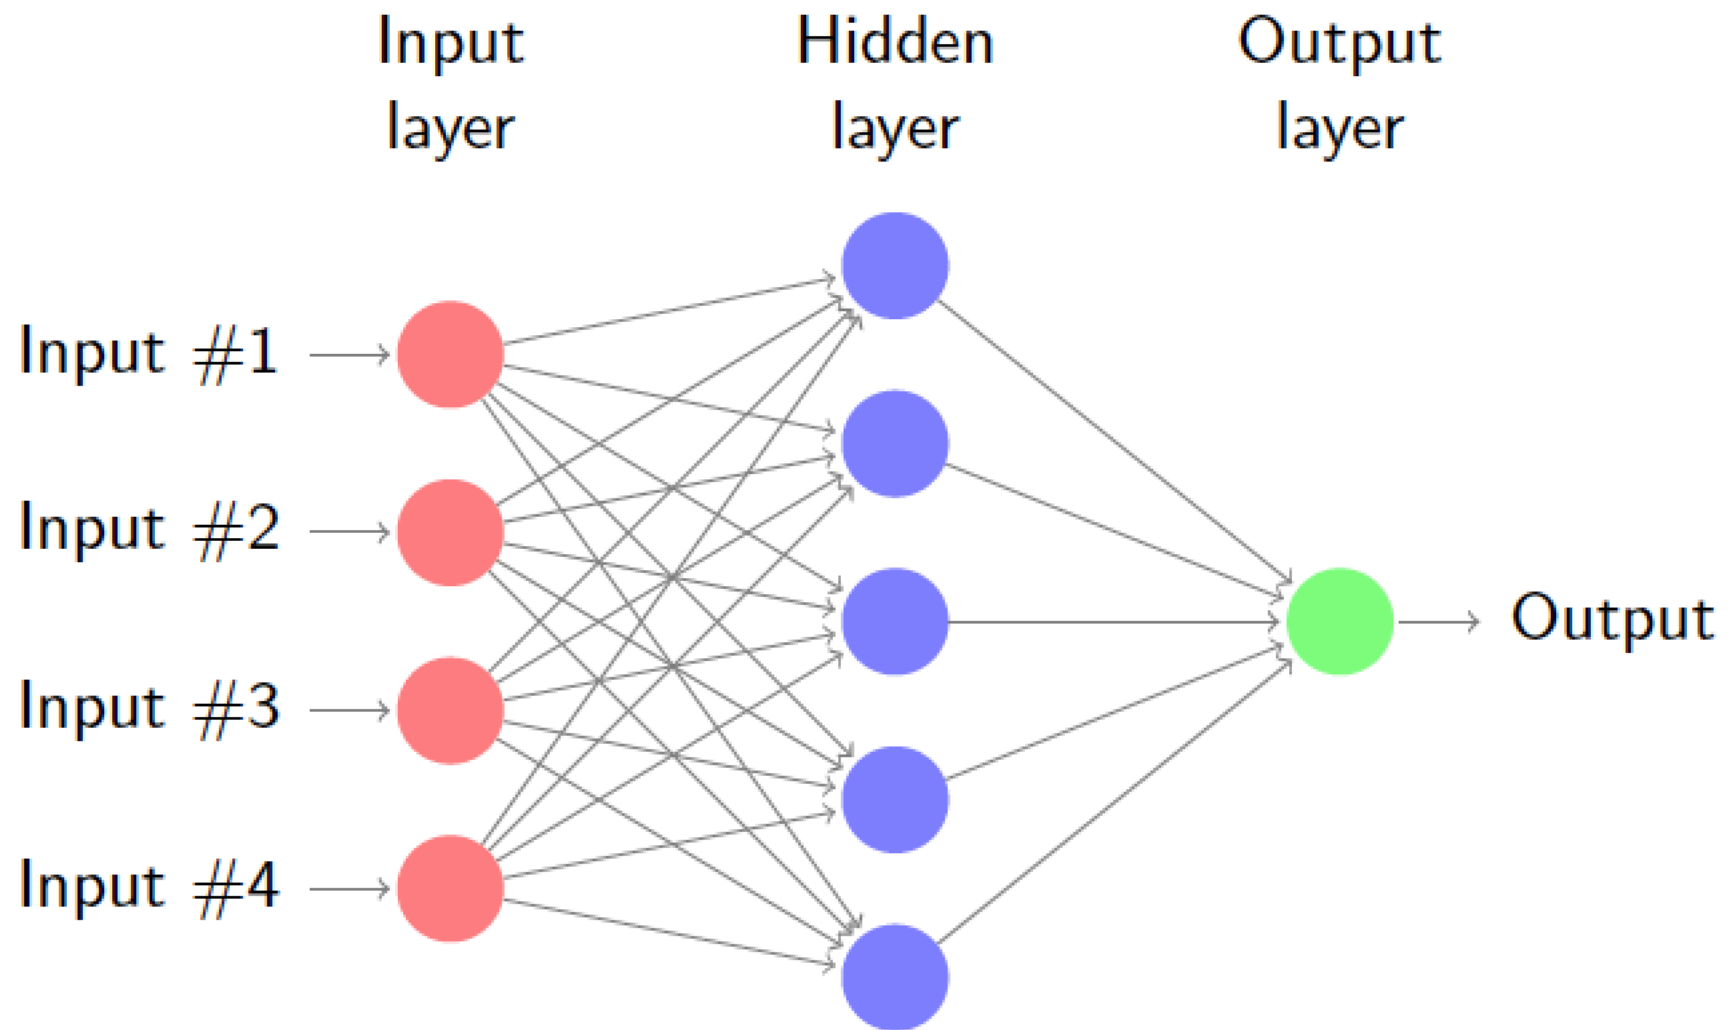 Input
layer
Hidden
layer
Output
layer
Input #1
Input #2
Input #3
Input #4
Output